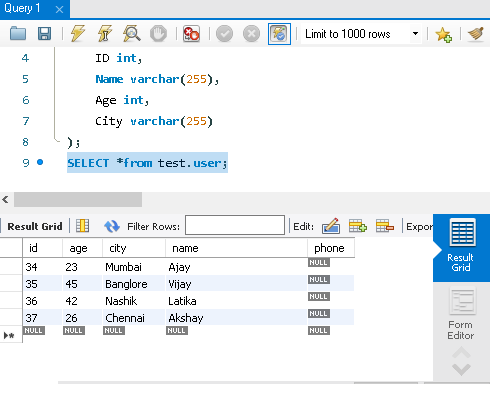 Query 1
Limit to 1000 rows
4 ID int,
5 Name varchar(255),
6 Age int,
7 City varchar(255)
8 );
9 SELECT *from test.user;
Result Grid Filter Rows: Edit: Expor
id age city name phone
34 23 Mumbai Ajay NULL
35 45 Banglore Vijay NULL
36 42 Nashik Latika NULL
37 26 Chennai Akshay NULL
NULL NULL NULL NULL NULL
Result
Grid
Form
Editor